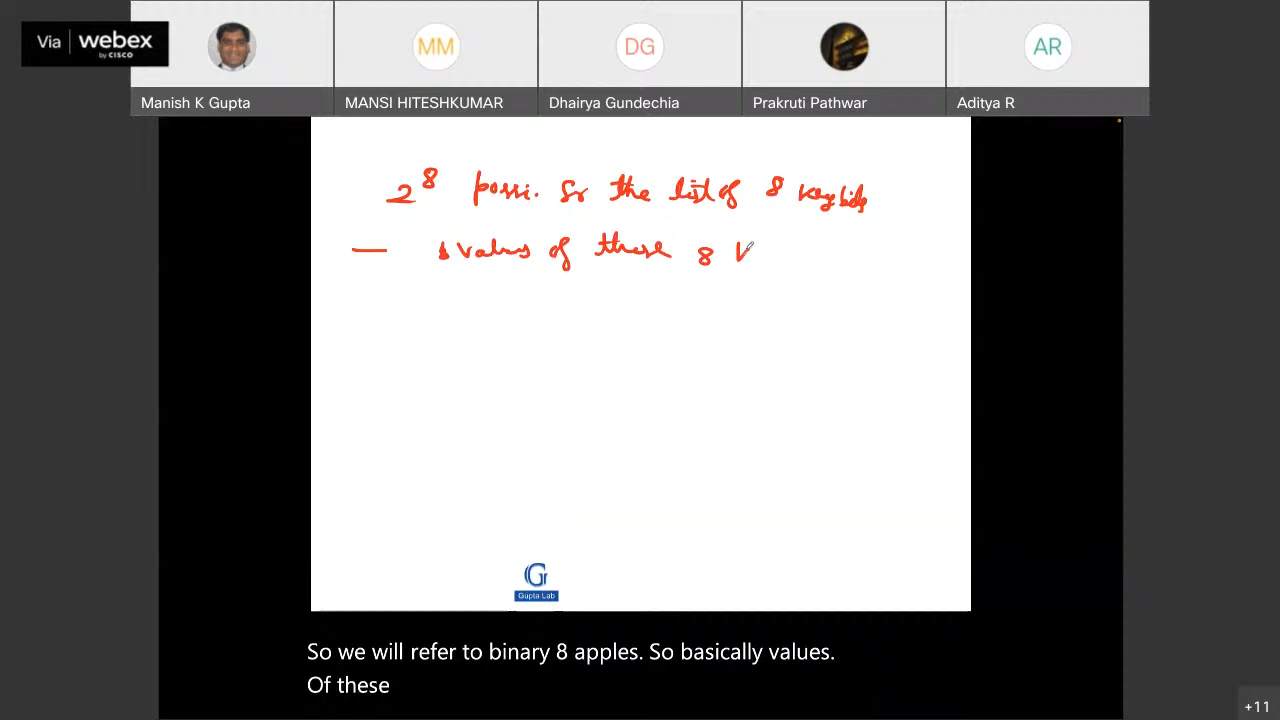 Via webex
by CISCO
MM DG AR
Manish K Gupta MANSI HITESHKUMAR Dhairya Gundechia Prakruti Pathwar Aditya R
2^8 possi. for the list of 8 key bits
— values of these 8
G
Gupta Lab
So we will refer to binary 8 apples. So basically values.
Of these
+11